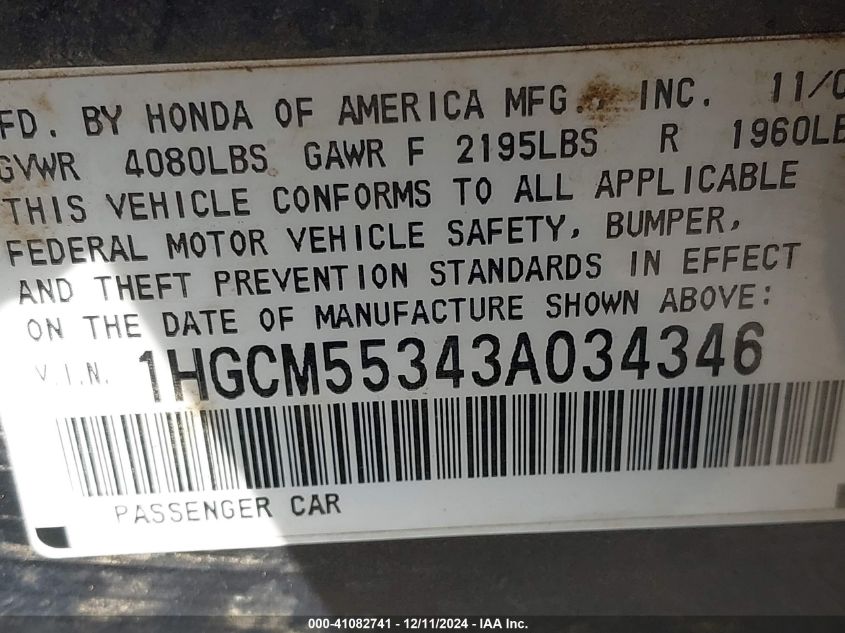 FD. BY HONDA OF AMERICA MFG., INC. 11/0
GVWR 4080LBS GAWR F 2195LBS R 1960LB
THIS VEHICLE CONFORMS TO ALL APPLICABLE
FEDERAL MOTOR VEHICLE SAFETY, BUMPER,
AND THEFT PREVENTION STANDARDS IN EFFECT
ON THE DATE OF MANUFACTURE SHOWN ABOVE:
V.I.N. 1HGCM55343A034346
PASSENGER CAR
000-41082741 - 12/11/2024 - IAA Inc.